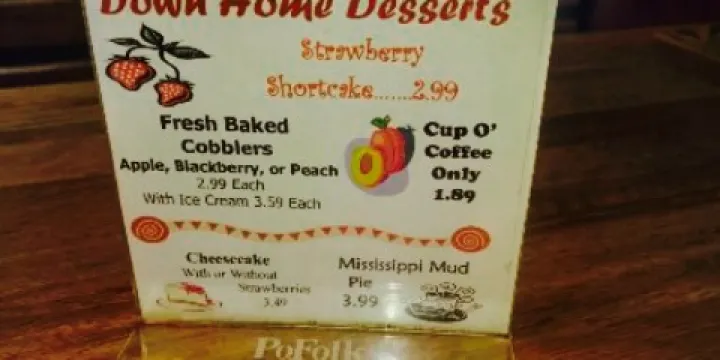 Down Home Desserts
Strawberry
Shortcake......2.99
Fresh Baked
Cobblers
Apple, Blackberry, or Peach
2.99 Each
With Ice Cream 3.59 Each
Cup O'
Coffee
Only
1.89
Cheesecake
With or Without
Strawberries
3.49
Mississippi Mud
Pie
3.99
PoFolk